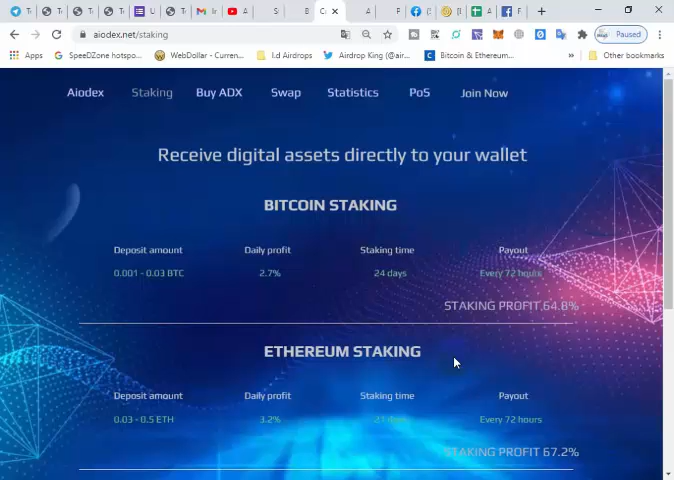 Paused
aiodex.net/staking
Apps
SpeedZone hotspo...
WebDollar - Curren...
I.d Airdrops
Airdrop King (@air...
Bitcoin & Ethereum...
Other bookmarks
Aiodex Staking Buy ADX Swap Statistics PoS Join Now
Receive digital assets directly to your wallet
BITCOIN STAKING
Deposit amount Daily profit Staking time Payout
0.001 - 0.03 BTC 2.7% 24 days Every 72 hours
STAKING PROFIT 64.8%
ETHEREUM STAKING
Deposit amount Daily profit Staking time Payout
0.03 - 0.5 ETH 3.2% 21 days Every 72 hours
STAKING PROFIT 67.2%